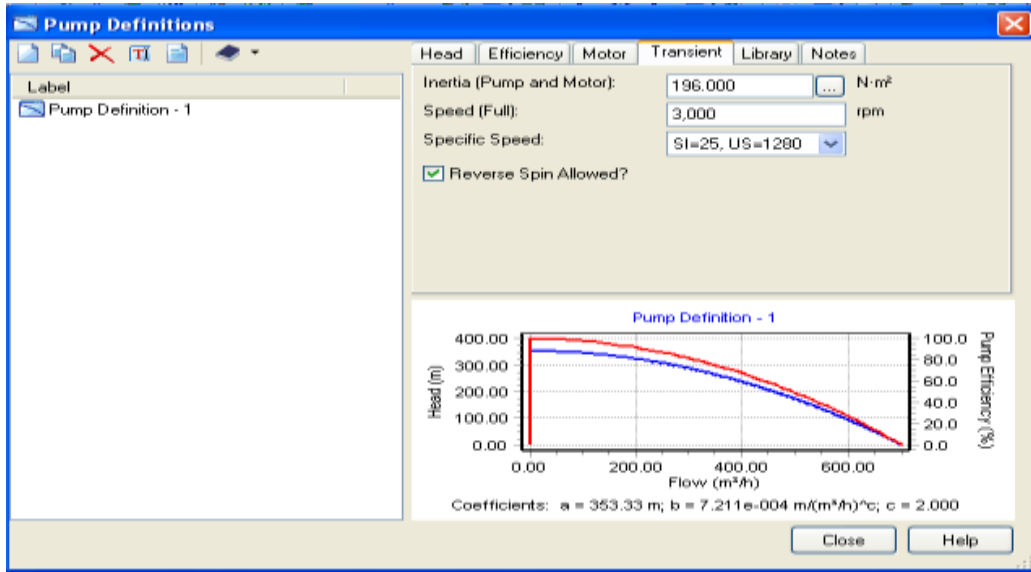 Pump Definitions
Head Efficiency Motor Transient Library Notes
Label
Pump Definition - 1
Inertia (Pump and Motor): 196.000 ... N·m²
Speed (Full): 3,000 rpm
Specific Speed: SI=25, US=1280
Reverse Spin Allowed?
Pump Definition - 1
Head (m)
400.00
300.00
200.00
100.00
0.00
100.0
80.0
60.0
40.0
20.0
0.0
Pump Efficiency (%)
0.00 200.00 400.00 600.00
Flow (m³/h)
Coefficients: a = 353.33 m; b = 7.211e-004 m/(m³/h)^c; c = 2.000
Close Help